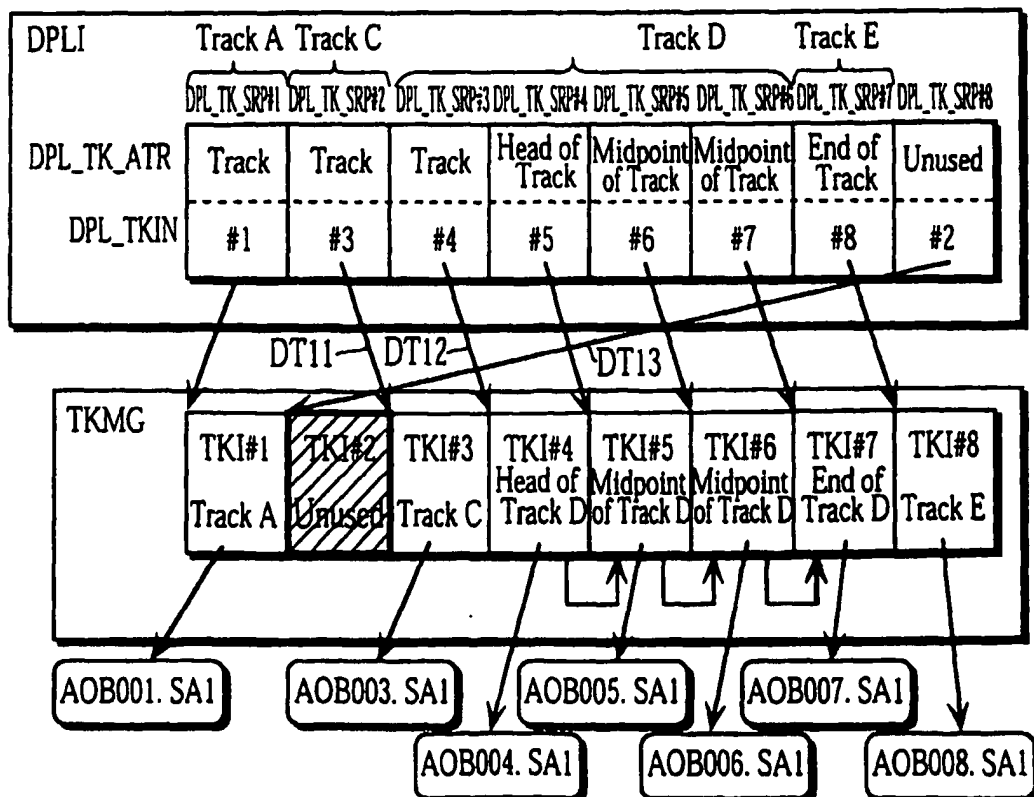 DPLI Track A Track C Track D Track E
DPL_TK_SRP#1 DPL_TK_SRP#2 DPL_TK_SRP#3 DPL_TK_SRP#4 DPL_TK_SRP#5 DPL_TK_SRP#6 DPL_TK_SRP#7 DPL_TK_SRP#8
DPL_TK_ATR Track Track Track Head of Track Midpoint of Track Midpoint of Track End of Track Unused
DPL_TKIN #1 #3 #4 #5 #6 #7 #8 #2
DT11 DT12 DT13
TKMG
TKI#1 TKI#2 TKI#3 TKI#4 TKI#5 TKI#6 TKI#7 TKI#8
Head of Midpoint Midpoint End of
Track A Unused Track C Track D of Track D of Track D Track D Track E
AOB001. SA1 AOB003. SA1 AOB005. SA1 AOB007. SA1
AOB004. SA1 AOB006. SA1 AOB008. SA1